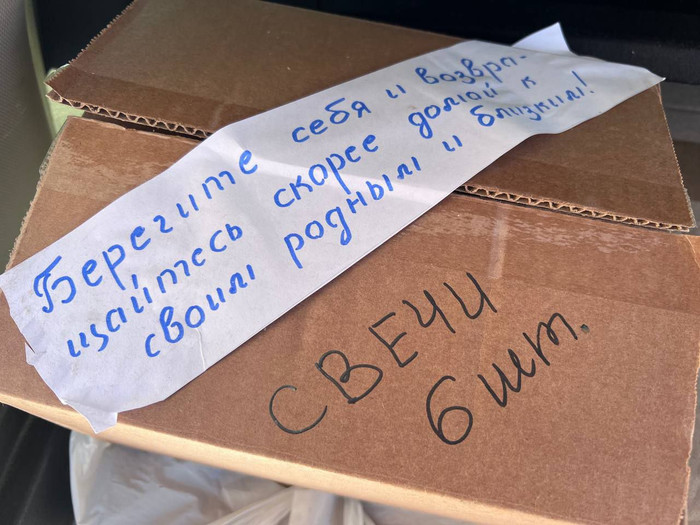 Берегите себя и возвра-
щайтесь скорее домой к
своим родным и близким!
СВЕЧИ
6 шт.